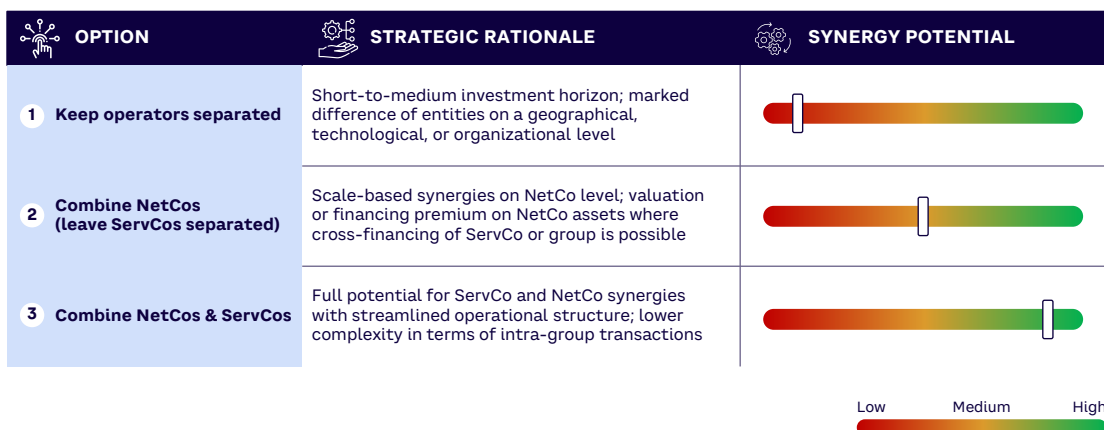 OPTION
STRATEGIC RATIONALE
SYNERGY POTENTIAL
1
Keep operators separated
Short-to-medium investment horizon; marked
difference of entities on a geographical,
technological, or organizational level
2
Combine NetCos
(leave ServCos separated)
Scale-based synergies on NetCo level; valuation
or financing premium on NetCo assets where
cross-financing of ServCo or group is possible
3
Combine NetCos & ServCos
Full potential for ServCo and NetCo synergies
with streamlined operational structure; lower
complexity in terms of intra-group transactions
Low Medium High